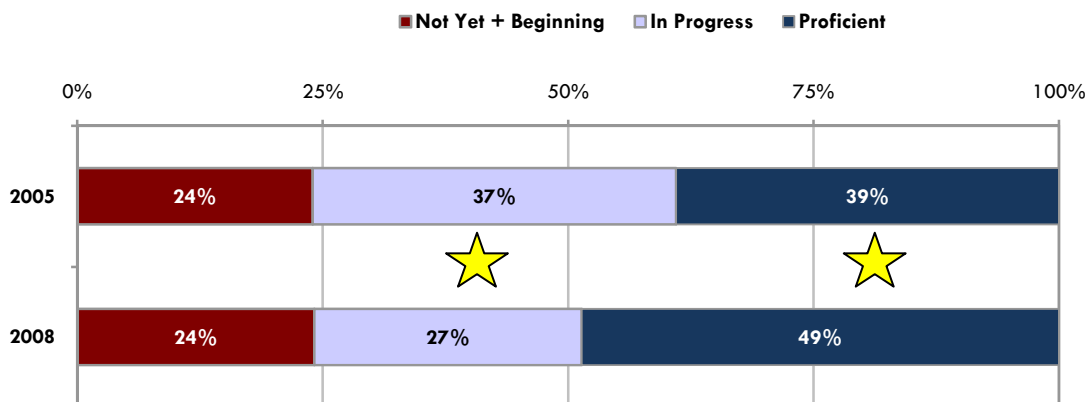 Not Yet + Beginning In Progress Proficient
0% 25% 50% 75% 100%
2005 24% 37% 39%
2008 24% 27% 49%